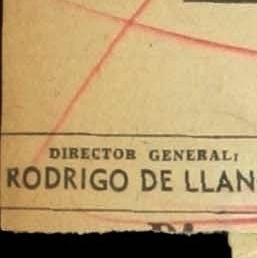 DIRECTOR GENERAL:
RODRIGO DE LLAN